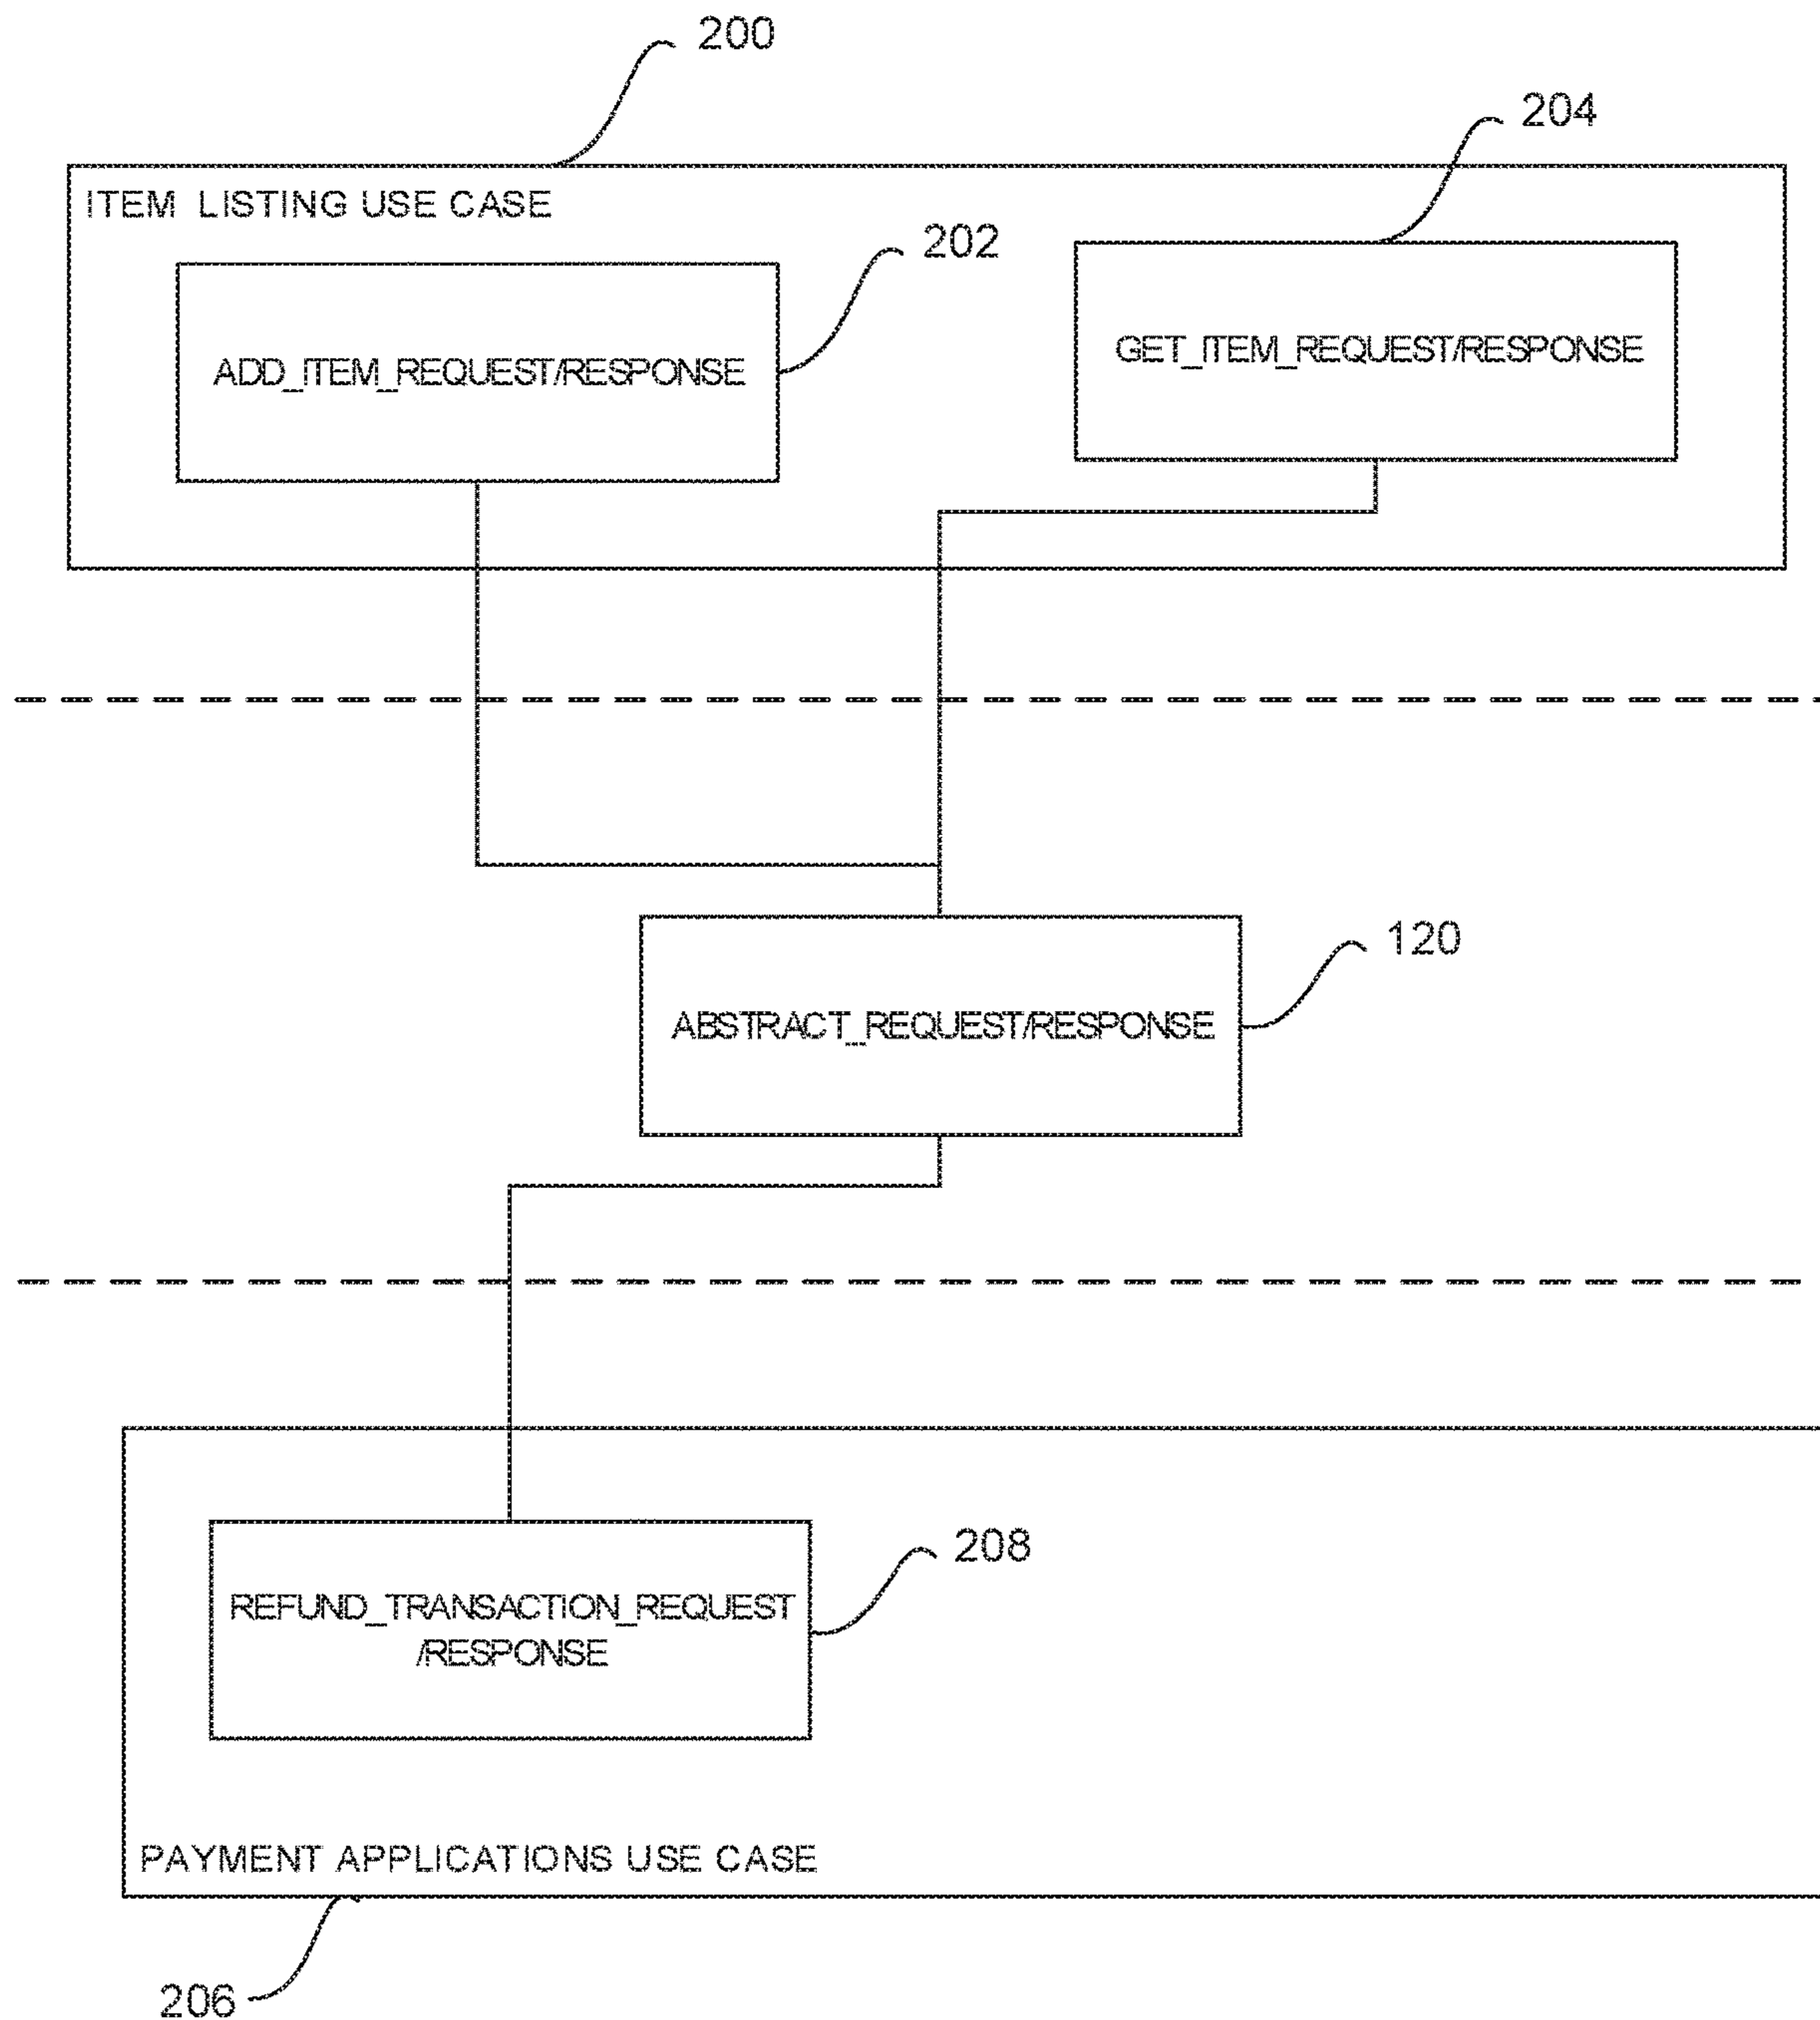 200
204
ITEM LISTING USE CASE
202
ADD_ITEM_REQUEST/RESPONSE
GET_ITEM_REQUEST/RESPONSE
120
ABSTRACT_REQUEST/RESPONSE
208
REFUND_TRANSACTION_REQUEST
/RESPONSE
PAYMENT APPLICATIONS USE CASE
206